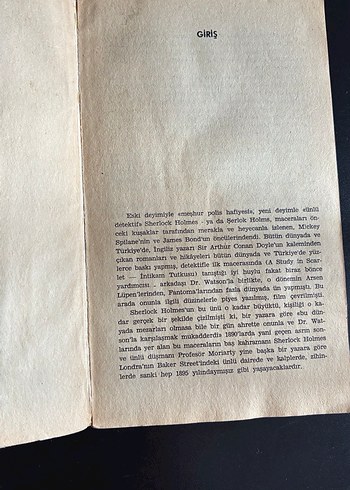 GİRİŞ
Eski deyimiyle «meşhur polis hafiyesi», yeni deyimle «ünlü
detektif» Sherlock Holmes - ya da Şerlok Holms, maceraları ön-
ceki kuşaklar tarafından merakla ve heyecanla izlenen, Mickey
Spilane'nin ve James Bond'un öncülerindendi. Bütün dünyada ve
Türkiye'de, İngiliz yazarı Sir Arthur Conan Doyle'un kaleminden
çıkan romanları ve hikâyeleri bütün dünyada ve Türkiye'de yüz-
lerce baskı yapmış, detektifle ilk macerasında (A Study in Scar-
let — İntikam Tutkusu) tanıştığı iyi huylu fakat biraz bönce
yardımcısı - arkadaşı Dr. Watson'la birlikte, o dönemin Arsen
Lüpen'lerinden, Fantoma'larından fazla dünyada ün yapmıştı. Bu
arada onunla ilgili düzinelerle piyes yazılmış, film çevrilmişti.
Sherlock Holmes'un bu ünü o kadar büyüktü, kişiliği o ka-
dar gerçek bir şekilde çizilmişti ki, bir yazara göre «bu dün-
yada mezarları olmasa bile bir gün ahrette onunla ve Dr. Wat-
son'la karşılaşmak mukadderdi» 1890'larda yani geçen asrın son-
larında yer alan bu maceraların baş kahramanı Sherlock Holmes
ve ünlü düşmanı Profesör Moriarty yine başka bir yazara göre
Londra'nın Baker Street'indeki ünlü dairede ve kalplerde, zihin-
lerde sanki hep 1895 yılındaymışız gibi yaşayacaklardır.